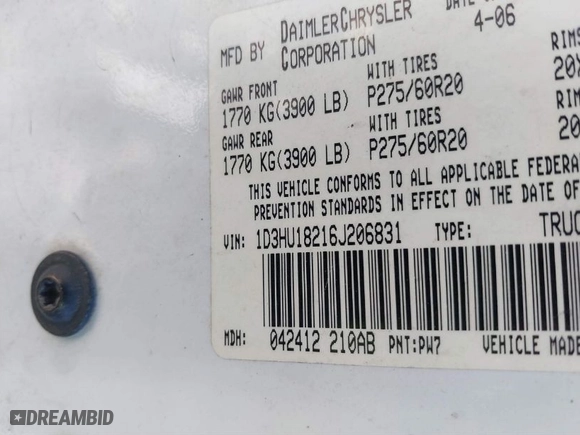 MFD BY DAIMLERCHRYSLER CORPORATION
DATE
4-06
GAWR FRONT WITH TIRES RIMS
1770 KG(3900 LB) P275/60R20 20
GAWR REAR WITH TIRES RIM
1770 KG(3900 LB) P275/60R20 20
THIS VEHICLE CONFORMS TO ALL APPLICABLE FEDERA
PREVENTION STANDARDS IN EFFECT ON THE DATE OF
VIN: 1D3HU18216J206831 TYPE: TRUC
MDH: 042412 210AB PNT:PW7 VEHICLE MADE
DREAMBID